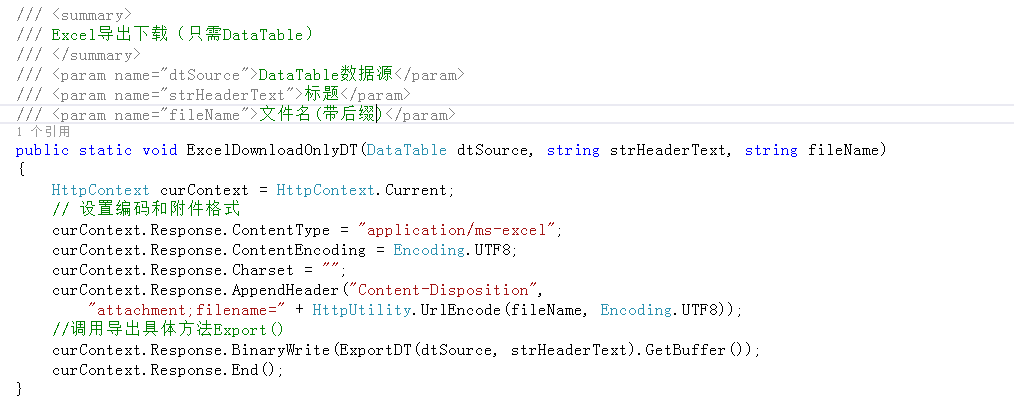 /// <summary>
/// Excel导出下载（只需DataTable）
/// </summary>
/// <param name="dtSource">DataTable数据源</param>
/// <param name="strHeaderText">标题</param>
/// <param name="fileName">文件名(带后缀)</param>
1 个引用
public static void ExcelDownloadOnlyDT(DataTable dtSource, string strHeaderText, string fileName)
{
    HttpContext curContext = HttpContext.Current;
    // 设置编码和附件格式
    curContext.Response.ContentType = "application/ms-excel";
    curContext.Response.ContentEncoding = Encoding.UTF8;
    curContext.Response.Charset = "";
    curContext.Response.AppendHeader("Content-Disposition",
        "attachment;filename=" + HttpUtility.UrlEncode(fileName, Encoding.UTF8));
    //调用导出具体方法Export()
    curContext.Response.BinaryWrite(ExportDT(dtSource, strHeaderText).GetBuffer());
    curContext.Response.End();
}